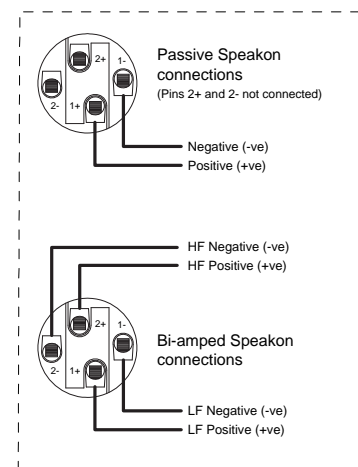 2+
1-
2-
1+
Passive Speakon
connections
(Pins 2+ and 2- not connected)
Negative (-ve)
Positive (+ve)
HF Negative (-ve)
HF Positive (+ve)
2+
1-
2-
1+
Bi-amped Speakon
connections
LF Negative (-ve)
LF Positive (+ve)